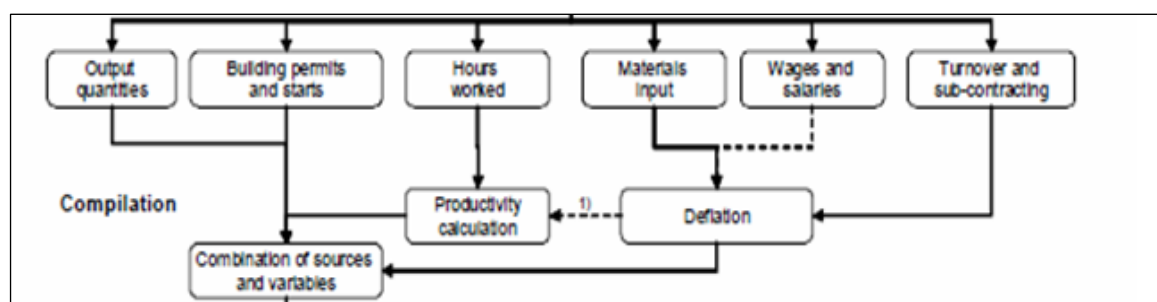 Output
quantities
Building permits
and starts
Hours
worked
Materials
Input
Wages and
salaries
Turnover and
sub-contracting
Compilation
Productivity
calculation
1)
Deflation
Combination of sources
and variables